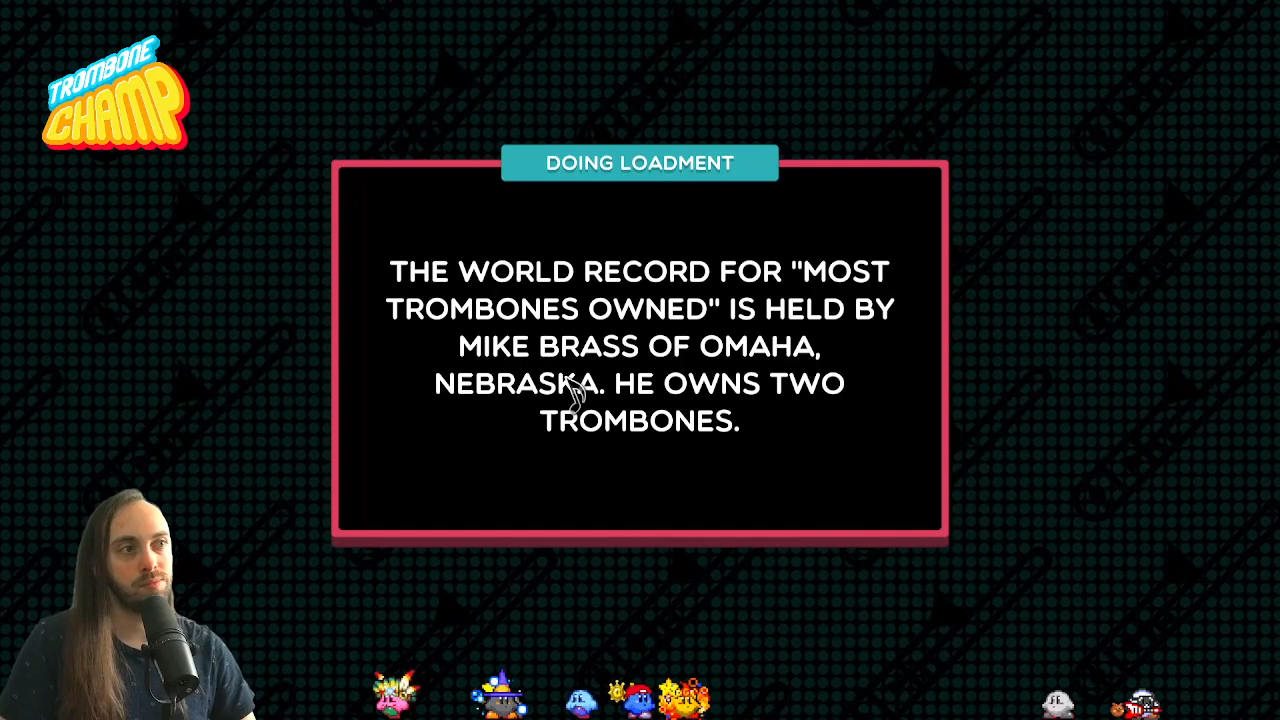 TROMBONE
CHAMP
DOING LOADMENT
THE WORLD RECORD FOR "MOST
TROMBONES OWNED" IS HELD BY
MIKE BRASS OF OMAHA,
NEBRASKA. HE OWNS TWO
TROMBONES.